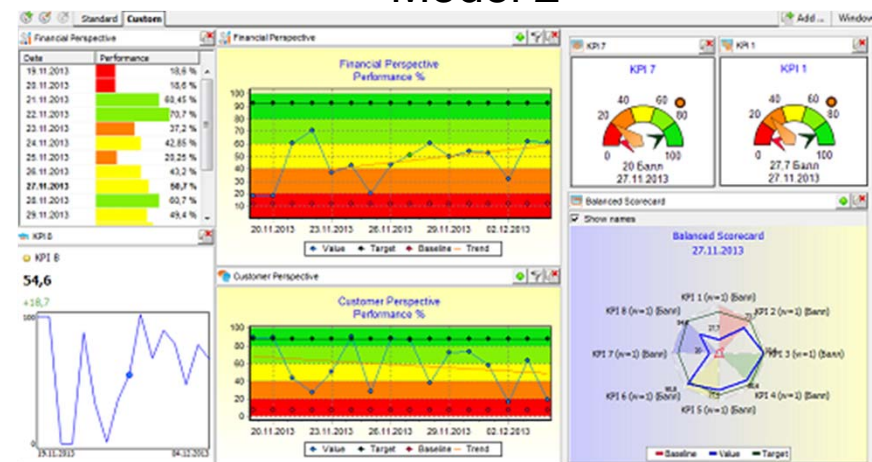 Standard Custom
Add ... Window
Financial Perspective
Date Performance
19.11.2013 18,6 %
20.11.2013 18,6 %
21.11.2013 60,45 %
22.11.2013 70,7 %
23.11.2013 37,2 %
24.11.2013 42,85 %
25.11.2013 20,25 %
26.11.2013 43,2 %
27.11.2013 50,7 %
28.11.2013 60,7 %
29.11.2013 49,4 %
KPI 8
KPI 8
54,6
+18,7
100
0
19.11.2013 04.12.2013
Financial Perspective
Financial Perspective
Performance %
100
90
80
70
60
50
40
30
20
10
20.11.2013 23.11.2013 26.11.2013 29.11.2013 02.12.2013
Value Target Baseline Trend
Customer Perspective
Customer Perspective
Performance %
100
80
60
40
20
0
20.11.2013 23.11.2013 26.11.2013 29.11.2013 02.12.2013
Value Target Baseline Trend
KPI 7
KPI 7
0 20 40 60 80 100
20 Балл
27.11.2013
KPI 1
KPI 1
0 20 40 60 80 100
27,7 Балл
27.11.2013
Balanced Scorecard
Show names
Balanced Scorecard
27.11.2013
KPI 1 (w=1) (Балл)
KPI 8 (w=1) (Балл)
KPI 2 (w=1) (Балл)
27,7
KPI 7 (w=1) (Балл)
20
KPI 3 (w=1) (Балл)
KPI 6 (w=1) (Балл)
KPI 4 (w=1) (Балл)
KPI 5 (w=1) (Балл)
Baseline Value Target